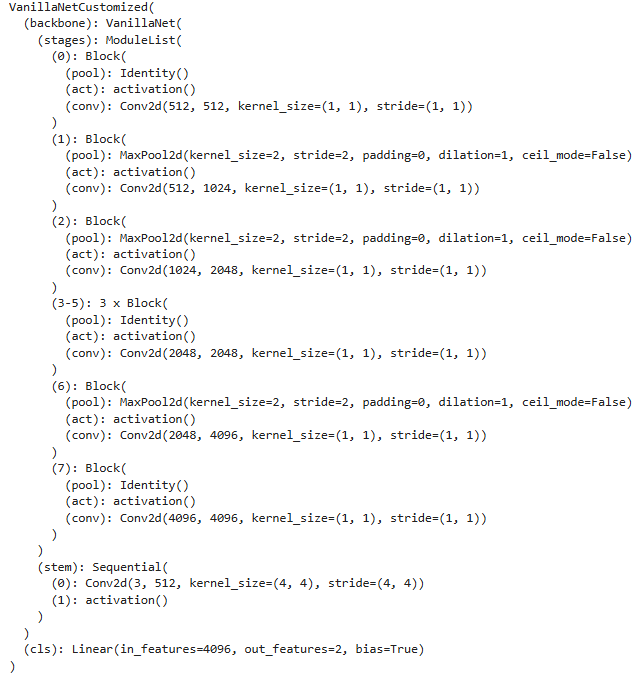 VanillaNetCustomized(
  (backbone): VanillaNet(
    (stages): ModuleList(
      (0): Block(
        (pool): Identity()
        (act): activation()
        (conv): Conv2d(512, 512, kernel_size=(1, 1), stride=(1, 1))
      )
      (1): Block(
        (pool): MaxPool2d(kernel_size=2, stride=2, padding=0, dilation=1, ceil_mode=False)
        (act): activation()
        (conv): Conv2d(512, 1024, kernel_size=(1, 1), stride=(1, 1))
      )
      (2): Block(
        (pool): MaxPool2d(kernel_size=2, stride=2, padding=0, dilation=1, ceil_mode=False)
        (act): activation()
        (conv): Conv2d(1024, 2048, kernel_size=(1, 1), stride=(1, 1))
      )
      (3-5): 3 x Block(
        (pool): Identity()
        (act): activation()
        (conv): Conv2d(2048, 2048, kernel_size=(1, 1), stride=(1, 1))
      )
      (6): Block(
        (pool): MaxPool2d(kernel_size=2, stride=2, padding=0, dilation=1, ceil_mode=False)
        (act): activation()
        (conv): Conv2d(2048, 4096, kernel_size=(1, 1), stride=(1, 1))
      )
      (7): Block(
        (pool): Identity()
        (act): activation()
        (conv): Conv2d(4096, 4096, kernel_size=(1, 1), stride=(1, 1))
      )
    )
    (stem): Sequential(
      (0): Conv2d(3, 512, kernel_size=(4, 4), stride=(4, 4))
      (1): activation()
    )
  )
  (cls): Linear(in_features=4096, out_features=2, bias=True)
)